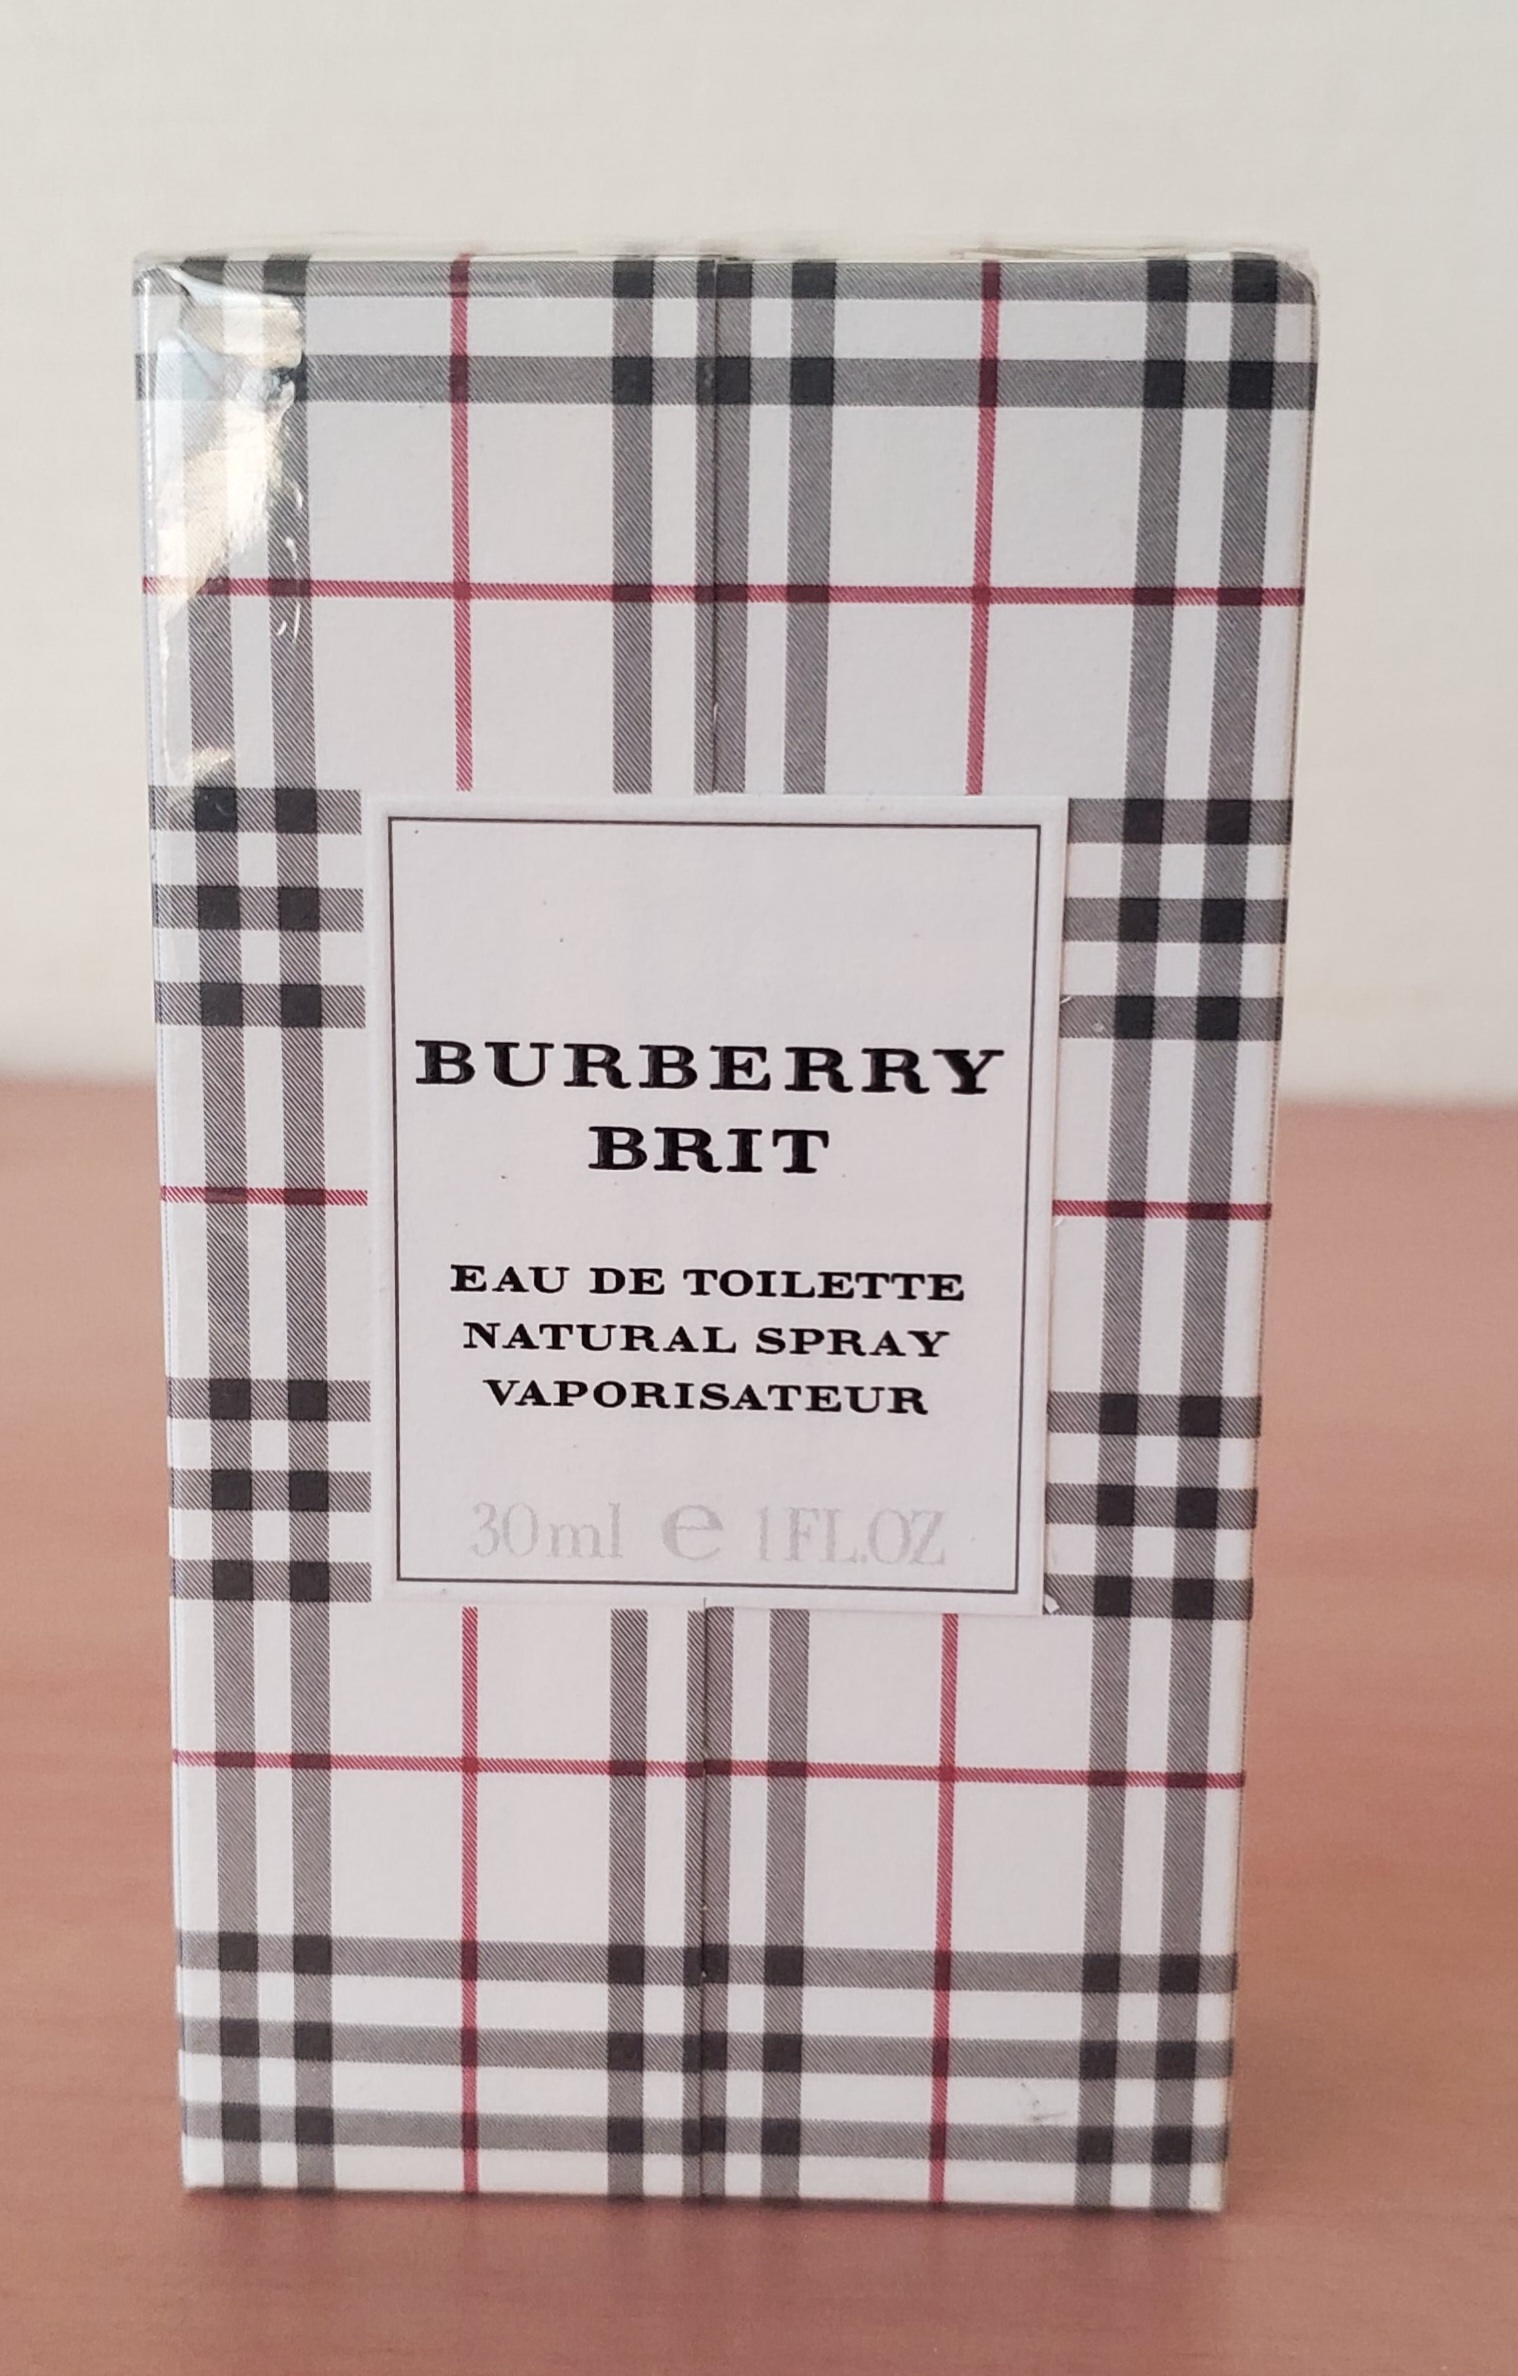 BURBERRY
BRIT
EAU DE TOILETTE
NATURAL SPRAY
VAPORISATEUR
30ml e 1FL.OZ